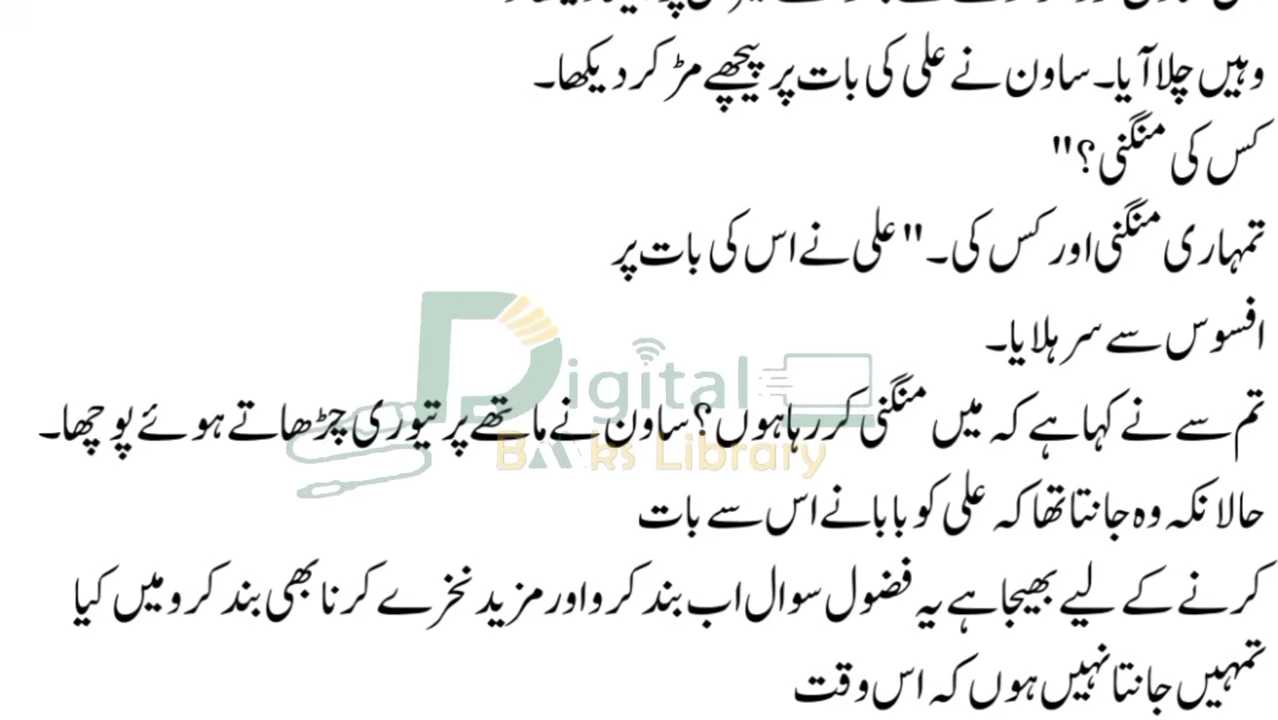 وہیں چلا آیا۔ ساون نے علی کی بات پر پیچھے مڑ کر دیکھا۔
کس کی منگنی؟"
تمہاری منگنی اور کس کی۔" علی نے اس کی بات پر
افسوس سے سر ہلایا۔
تم سے نے کہا ہے کہ میں منگنی کر رہا ہوں؟ ساون نے ماتھے پر تیوری چڑھاتے ہوئے پوچھا۔
حالانکہ وہ جانتا تھا کہ علی کو بابا نے اس سے بات
کرنے کے لیے بھیجا ہے یہ فضول سوال اب بند کرو اور مزید نخرے کرنا بھی بند کرو میں کیا
تمہیں جانتا نہیں ہوں کہ اس وقت
Digital
Books Library